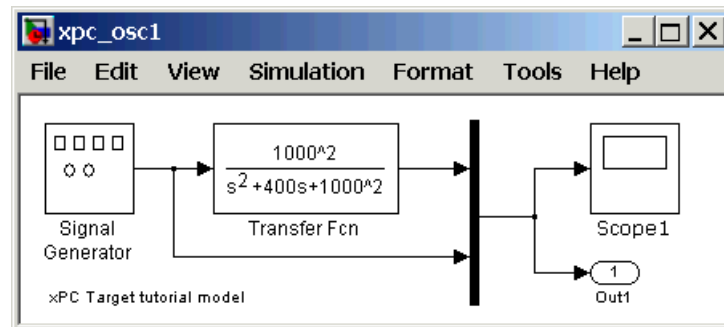 xpc_osc1
File Edit View Simulation Format Tools Help
1000^2
s²+400s+1000^2
Signal
Generator
Transfer Fcn
Scope1
1
Out1
xPC Target tutorial model